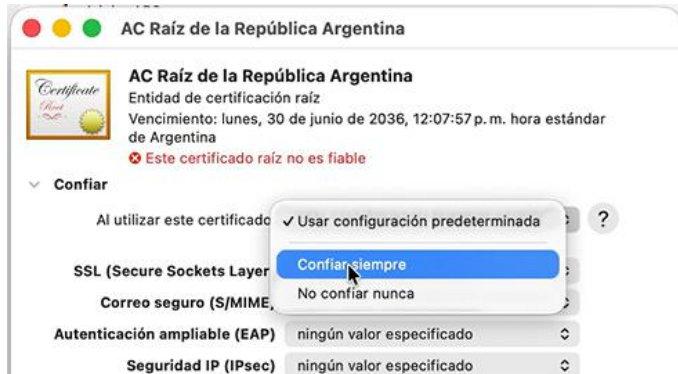 AC Raíz de la República Argentina
Certificate
Root
AC Raíz de la República Argentina
Entidad de certificación raíz
Vencimiento: lunes, 30 de junio de 2036, 12:07:57 p. m. hora estándar
de Argentina
Este certificado raíz no es fiable
Confiar
Al utilizar este certificado ✓ Usar configuración predeterminada ?
Confiar siempre
SSL (Secure Sockets Layer
No confiar nunca
Correo seguro (S/MIME,
Autenticación ampliable (EAP) ningún valor especificado
Seguridad IP (IPsec) ningún valor especificado